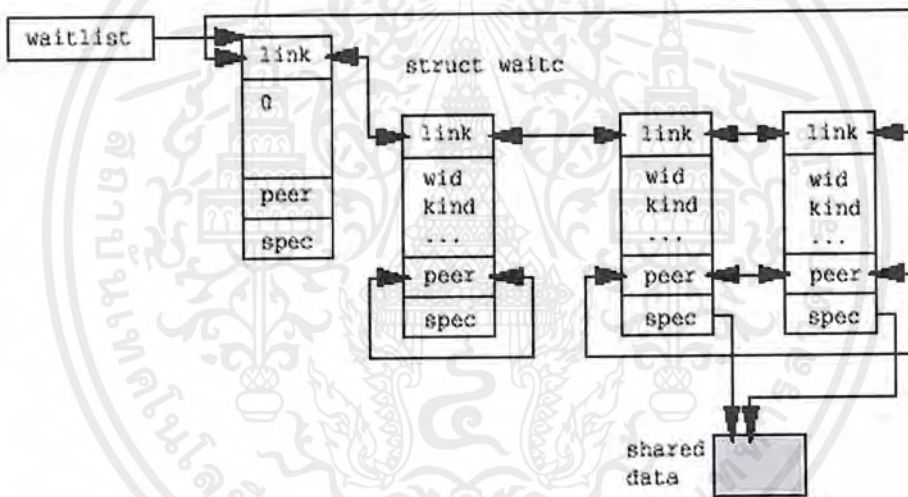 waitlist
link
0
peer
spec
struct waitc
link
wid
kind
...
peer
spec
link
wid
kind
...
peer
spec
link
wid
kind
...
peer
spec
shared
data